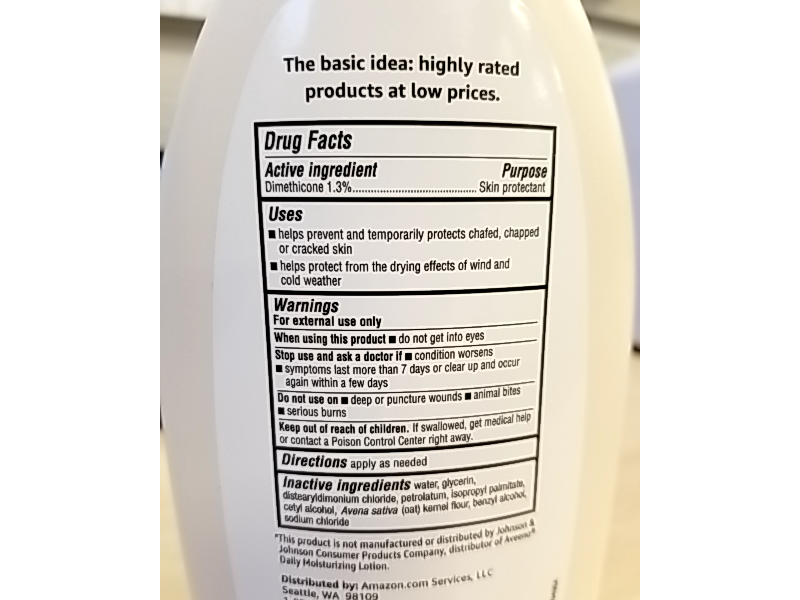 The basic idea: highly rated
products at low prices.
Drug Facts
Active ingredient Purpose
Dimethicone 1.3%................................................ Skin protectant
Uses
■ helps prevent and temporarily protects chafed, chapped
or cracked skin
■ helps protect from the drying effects of wind and
cold weather
Warnings
For external use only
When using this product ■ do not get into eyes
Stop use and ask a doctor if ■ condition worsens
■ symptoms last more than 7 days or clear up and occur
again within a few days
Do not use on ■ deep or puncture wounds ■ animal bites
■ serious burns
Keep out of reach of children. If swallowed, get medical help
or contact a Poison Control Center right away.
Directions apply as needed
Inactive ingredients water, glycerin,
distearyldimonium chloride, petrolatum, isopropyl palmitate,
cetyl alcohol, Avena sativa (oat) kernel flour, benzyl alcohol,
sodium chloride
*This product is not manufactured or distributed by Johnson &
Johnson Consumer Products Company, distributor of Aveeno®
Daily Moisturizing Lotion.
Distributed by: Amazon.com Services, LLC
Seattle, WA 98109